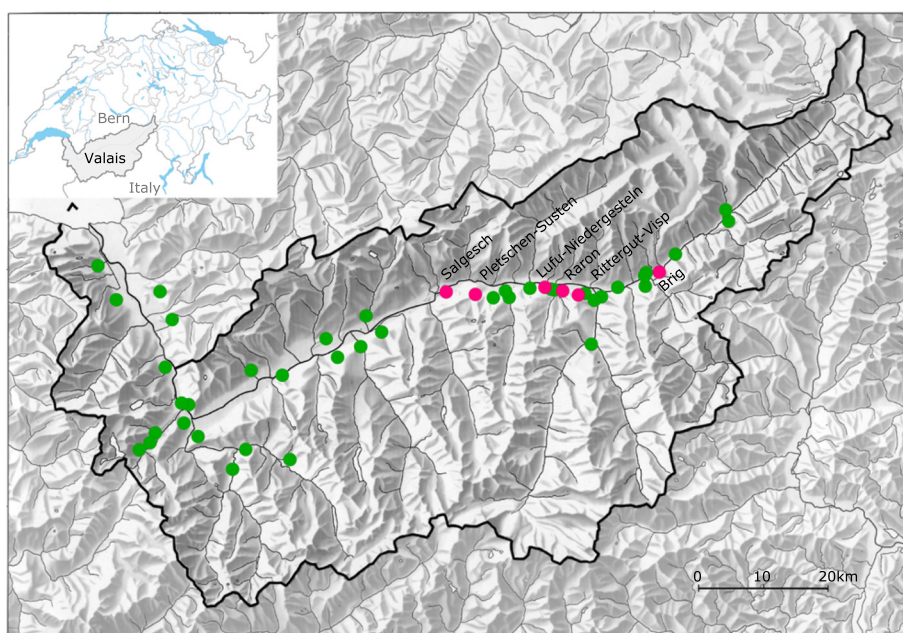 Bern
Valais
Italy
Salgesch
Pletschen-Susten
Lufu-Niedergesteln
Raron
Rittergut-Visp
Brig
0 10 20km